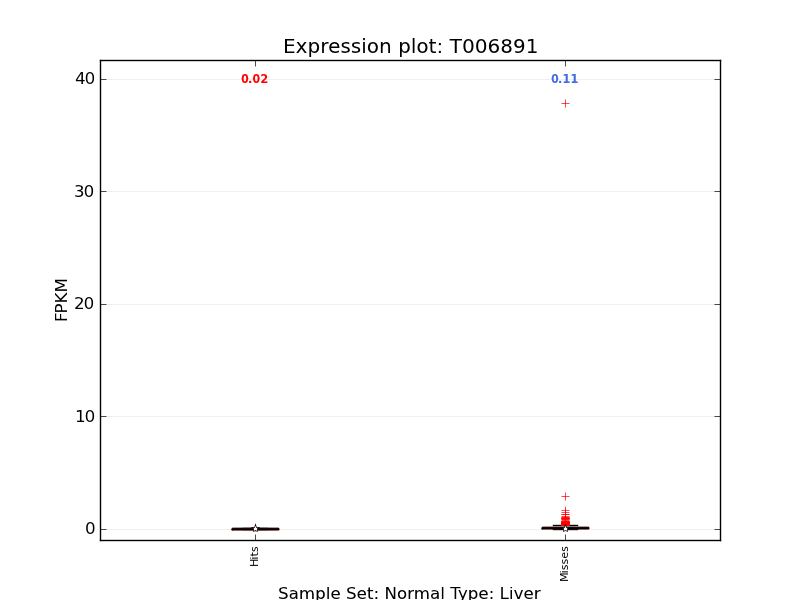 Expression plot: T006891
40
0.02
0.11
30
FPKM
20
10
0
Hits
Misses
Sample Set: Normal Type: Liver